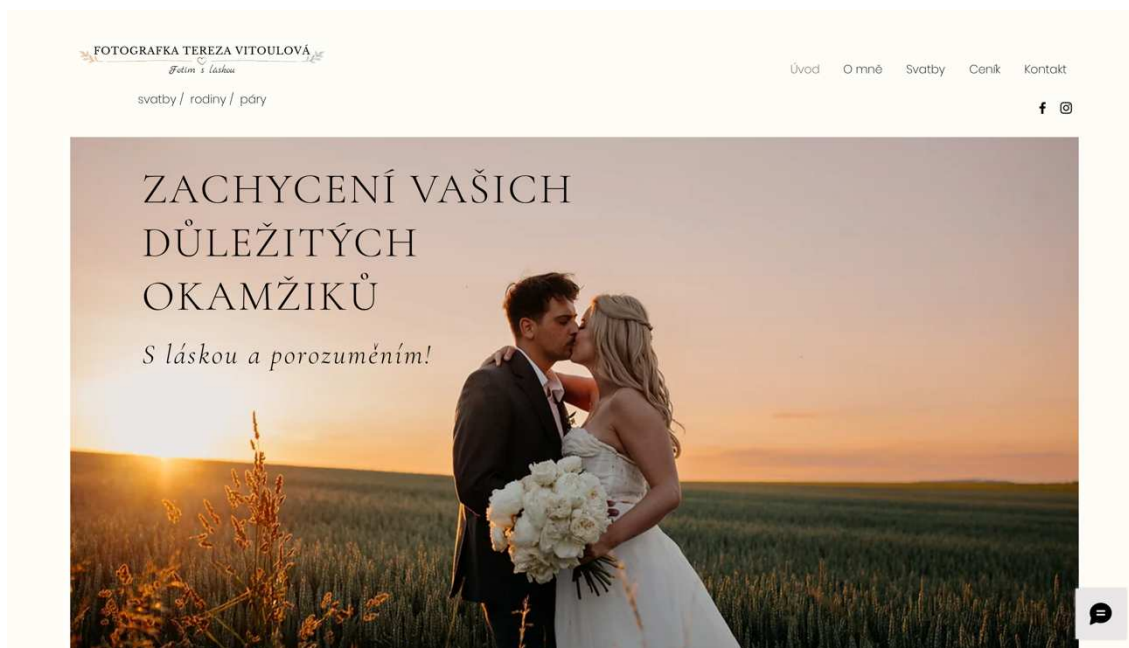 FOTOGRAFKA TEREZA VITOULOVÁ
Fotím s láskou
svatby / rodiny / páry
Úvod O mně Svatby Ceník Kontakt
ZACHYCENÍ VAŠICH
DŮLEŽITÝCH
OKAMŽIKŮ
S láskou a porozuměním!